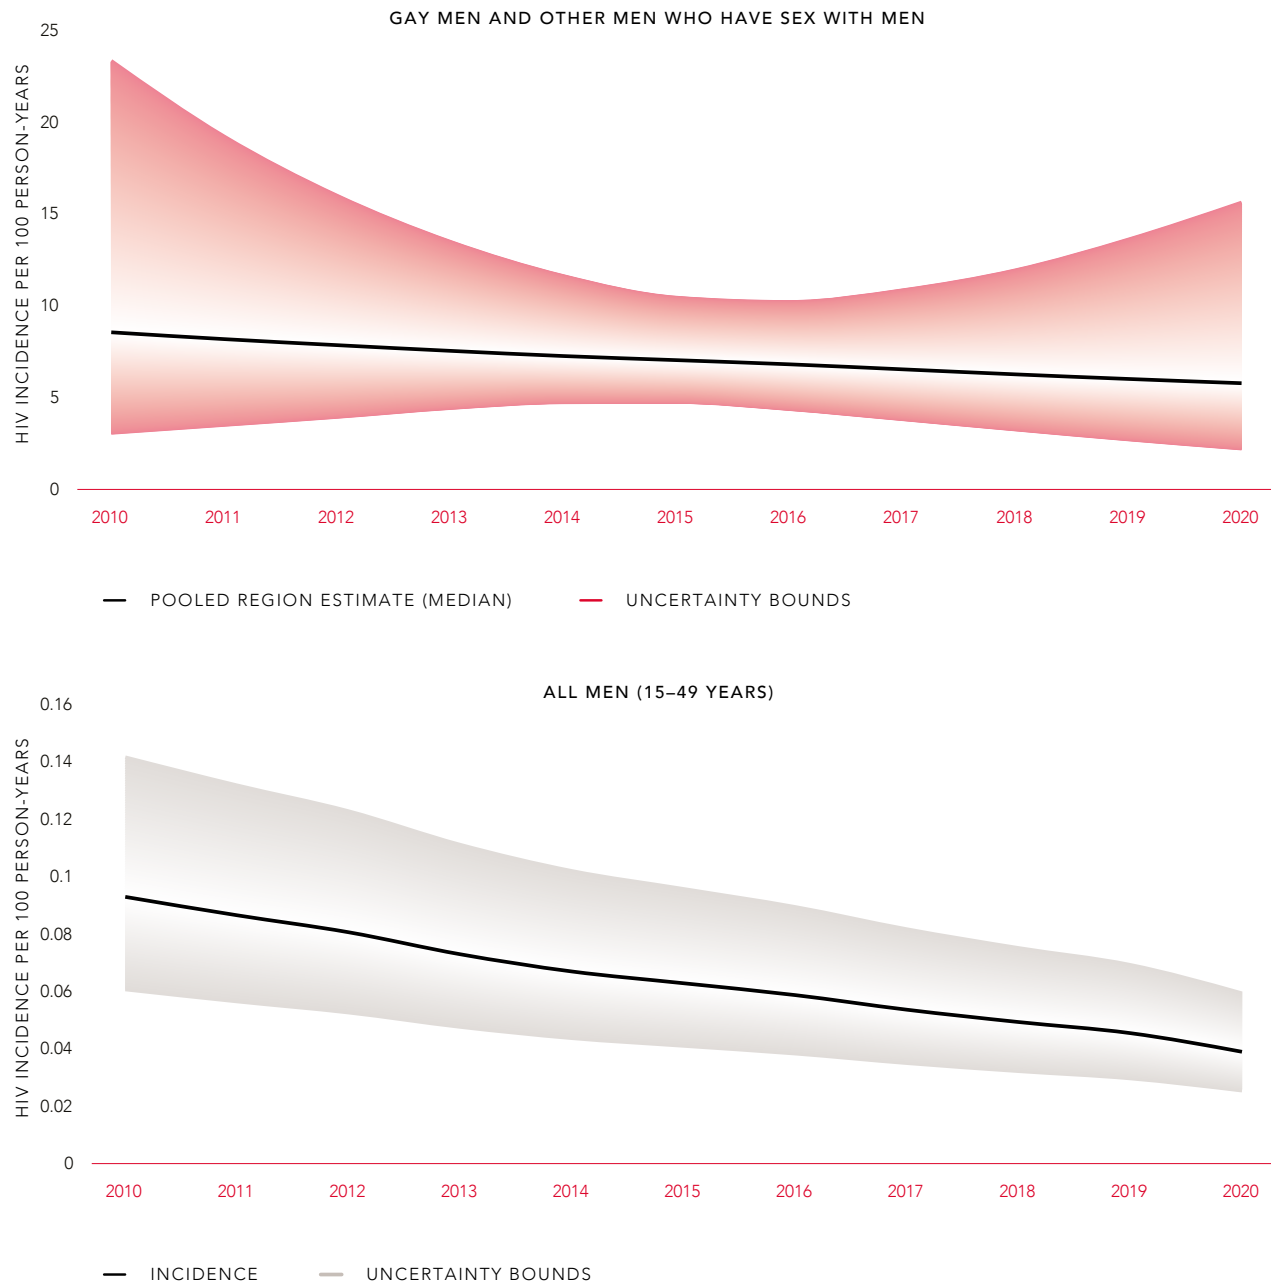 GAY MEN AND OTHER MEN WHO HAVE SEX WITH MEN
HIV INCIDENCE PER 100 PERSON-YEARS
25
20
15
10
5
0
2010 2011 2012 2013 2014 2015 2016 2017 2018 2019 2020
POOLED REGION ESTIMATE (MEDIAN) UNCERTAINTY BOUNDS
ALL MEN (15–49 YEARS)
HIV INCIDENCE PER 100 PERSON-YEARS
0.16
0.14
0.12
0.1
0.08
0.06
0.04
0.02
0
2010 2011 2012 2013 2014 2015 2016 2017 2018 2019 2020
INCIDENCE UNCERTAINTY BOUNDS